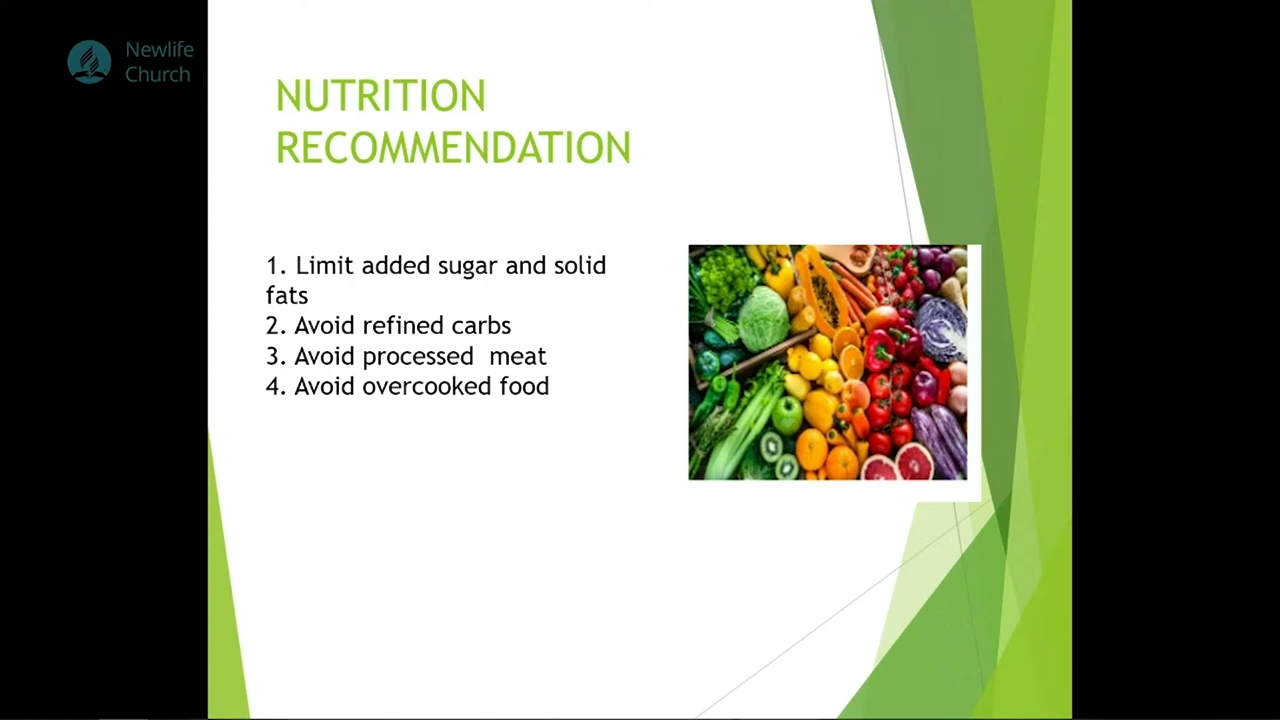 Newlife
Church
NUTRITION
RECOMMENDATION
1. Limit added sugar and solid
fats
2. Avoid refined carbs
3. Avoid processed  meat
4. Avoid overcooked food